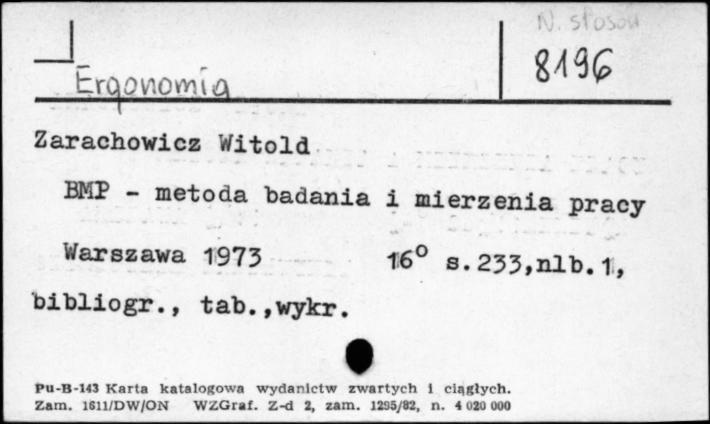 N. stosow
8196
Ergonomia
Zarachowicz Witold
BMP - metoda badania i mierzenia pracy
Warszawa 1973 16° s.233,nlb.1,
bibliogr., tab.,wykr.
Pu-B-143 Karta katalogowa wydanictw zwartych i ciągłych.
Zam. 1611/DW/ON WZGraf. Z-d 2, zam. 1295/82, n. 4 020 000